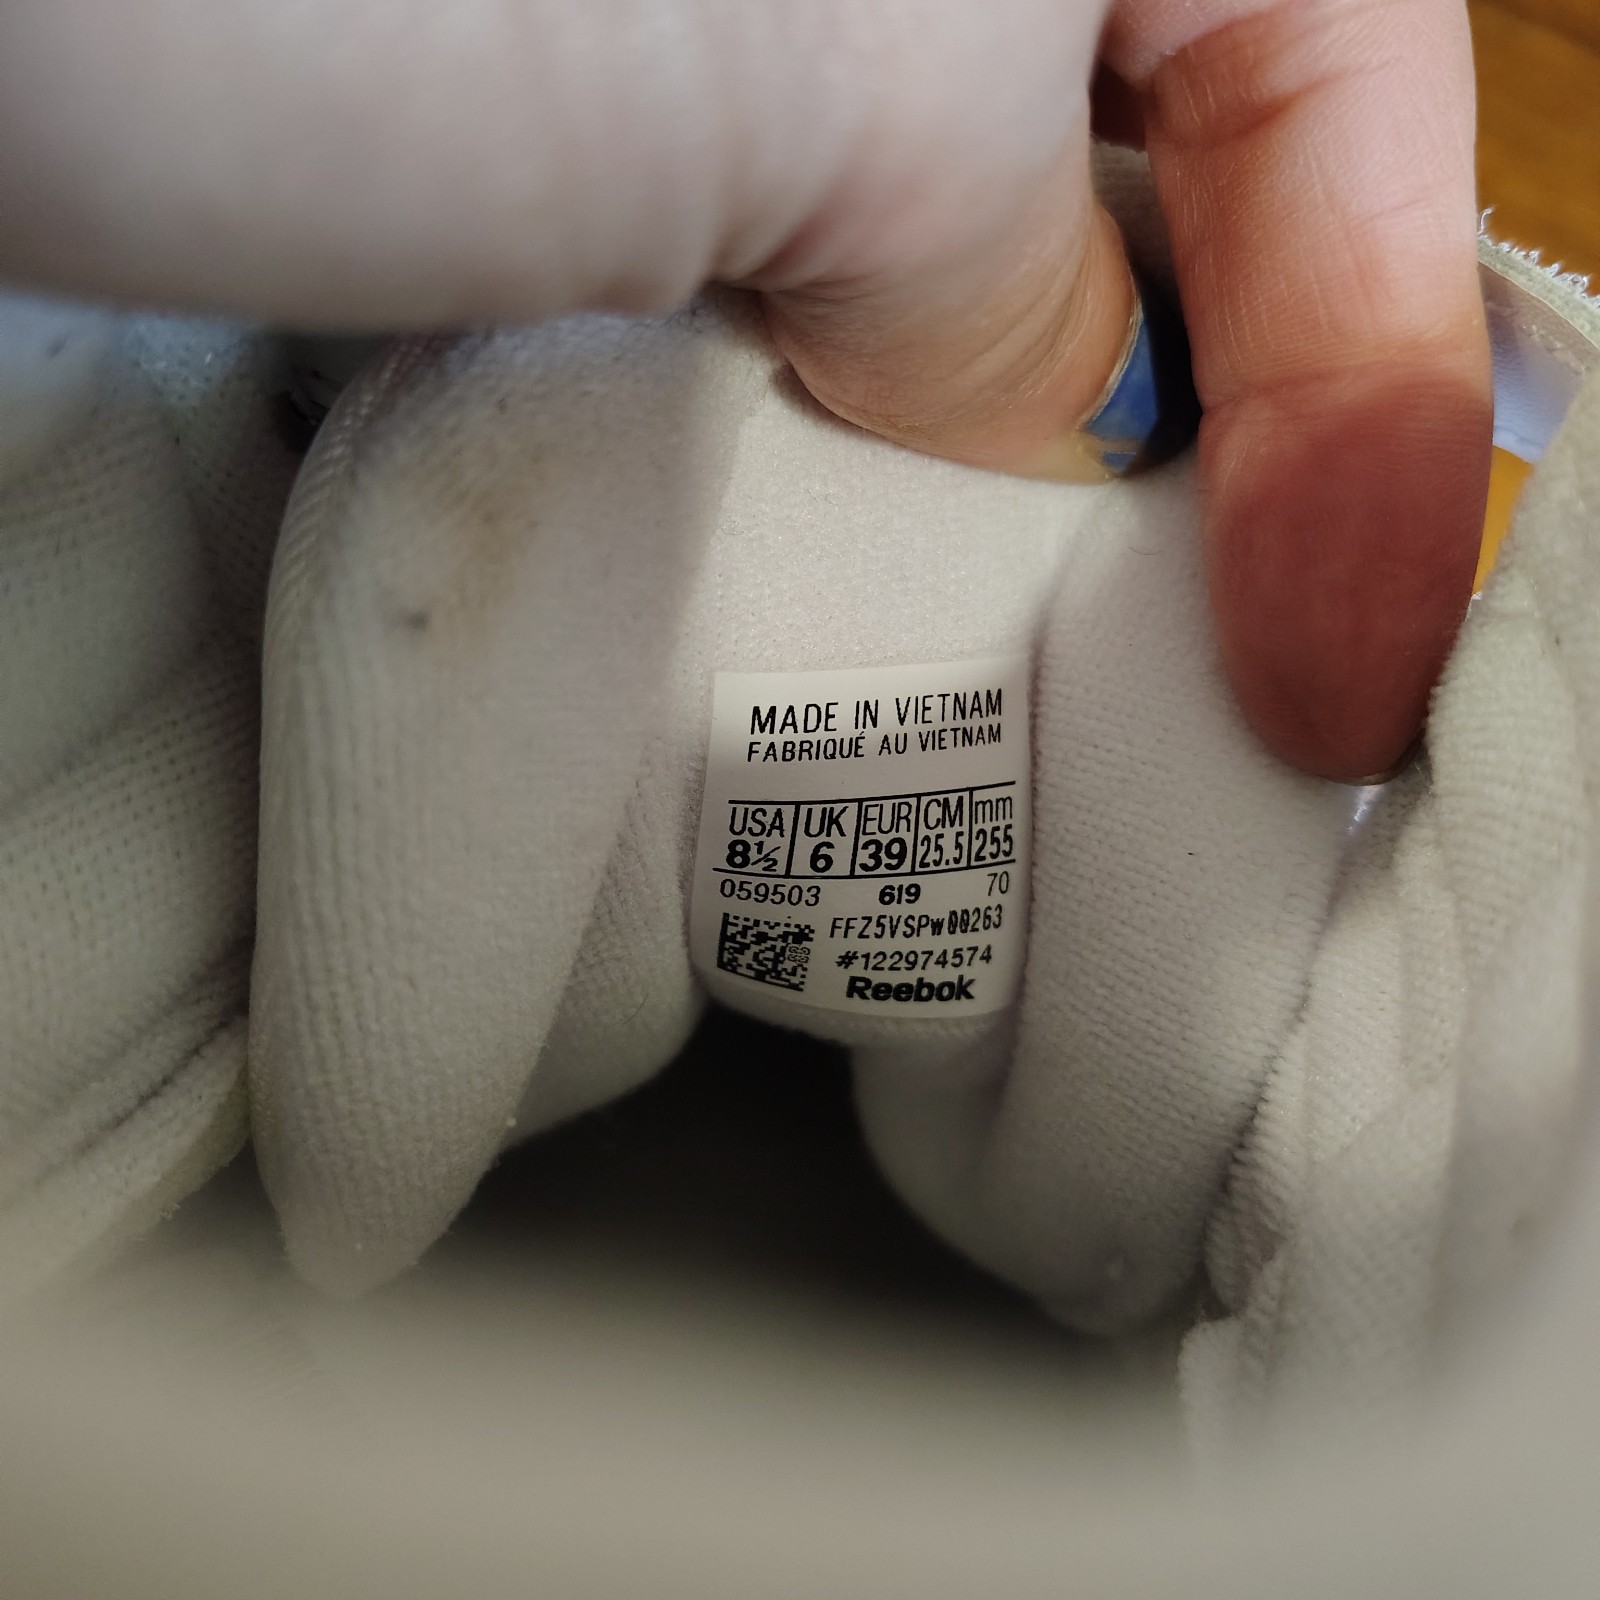 MADE IN VIETNAM
FABRIQUÉ AU VIETNAM
USA UK EUR CM mm
8½ 6 39 25.5 255
059503 619 70
FFZ5VSPW00263
#122974574
Reebok